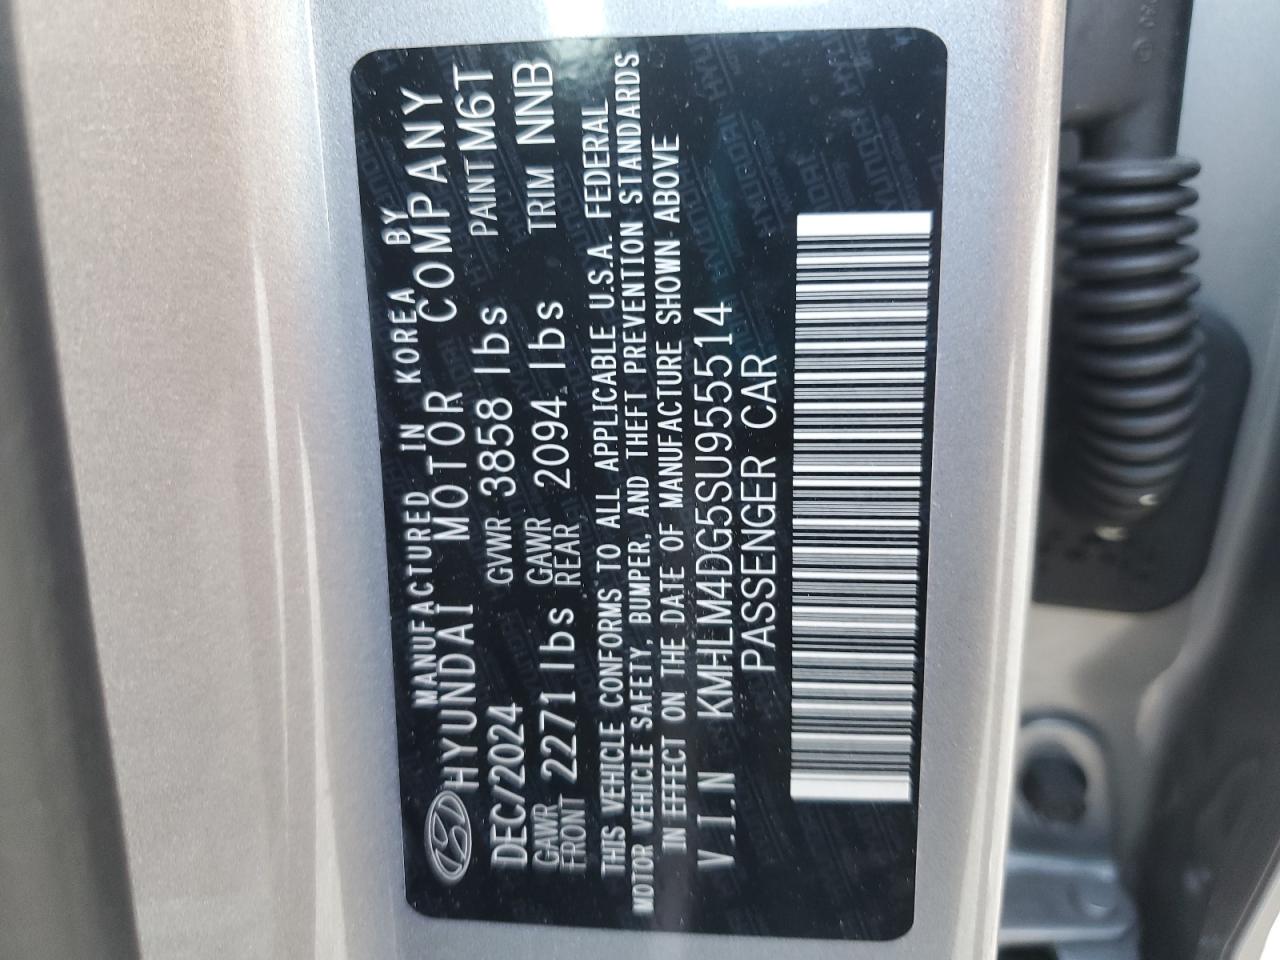 MANUFACTURED IN KOREA BY
HYUNDAI MOTOR COMPANY
DEC/2024 GVWR 3858 lbs PAINT M6T
GAWR FRONT 2271 lbs GAWR REAR 2094 lbs TRIM NNB
THIS VEHICLE CONFORMS TO ALL APPLICABLE U.S.A. FEDERAL
MOTOR VEHICLE SAFETY, BUMPER, AND THEFT PREVENTION STANDARDS
IN EFFECT ON THE DATE OF MANUFACTURE SHOWN ABOVE
V.I.N KMHLM4DG5SU955514
PASSENGER CAR